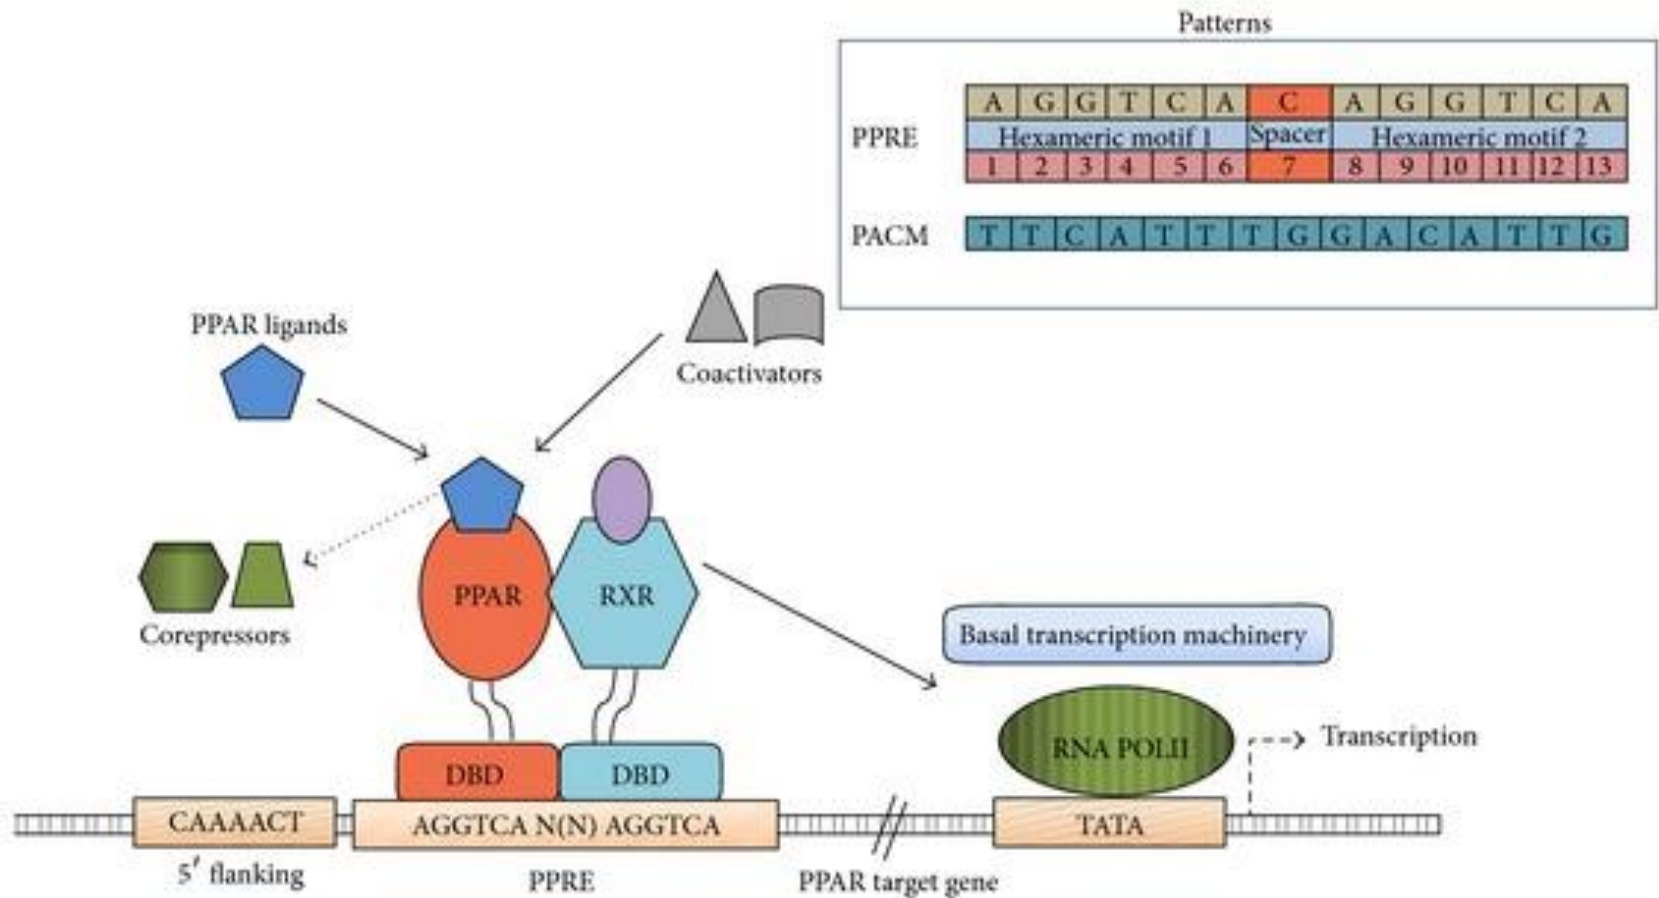 Patterns
A G G T C A C A G G T C A
PPRE
Hexameric motif 1 Spacer Hexameric motif 2
1 2 3 4 5 6 7 8 9 10 11 12 13
PACM T T C A T T T G G A C A T T G
PPAR ligands
Coactivators
PPAR RXR
Corepressors
Basal transcription machinery
RNA POLII
Transcription
DBD DBD
CAAAACT AGGTCA N(N) AGGTCA TATA
5′ flanking PPRE PPAR target gene